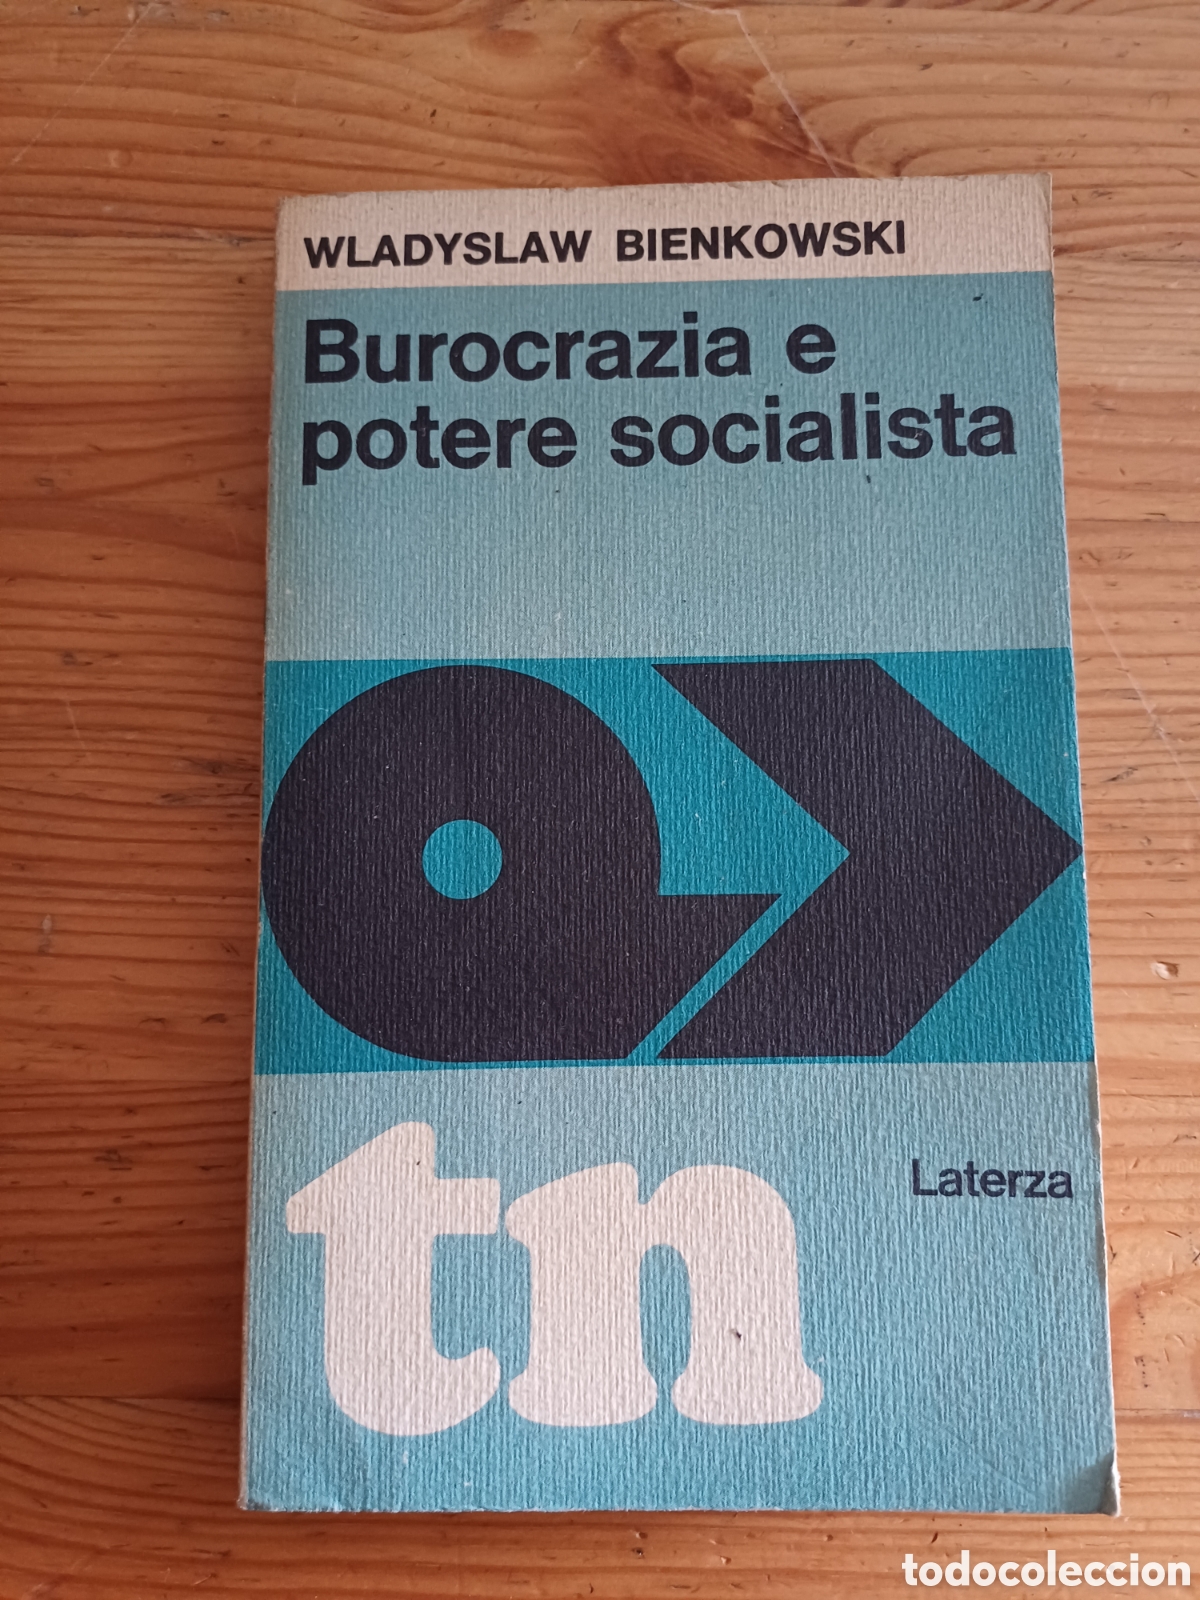 WLADYSLAW BIENKOWSKI
Burocrazia e
potere socialista
tn
Laterza
todocoleccion